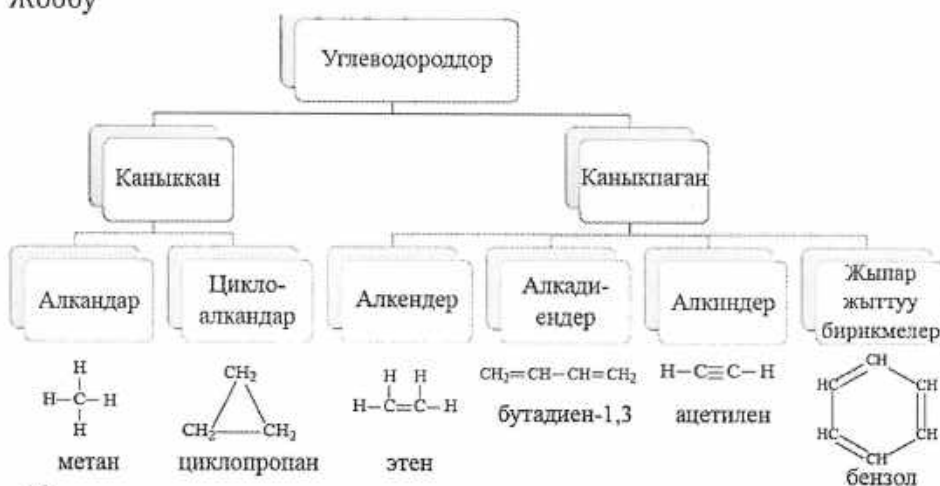 Жообу
Углеводороддор
Каныккан
Каныкпаган
Алкандар
Цикло-
алкандар
Алкендер
Алкади-
ендер
Алкиндер
Жыпар
жыттуу
бирикмелер
H
H–C–H
H
метан
CH₂
CH₂ CH₂
циклопропан
H H
H–C=C–H
этен
CH₂=CH–CH=CH₂
бутадиен-1,3
H–C≡C–H
ацетилен
CH
HC CH
HC CH
CH
бензол